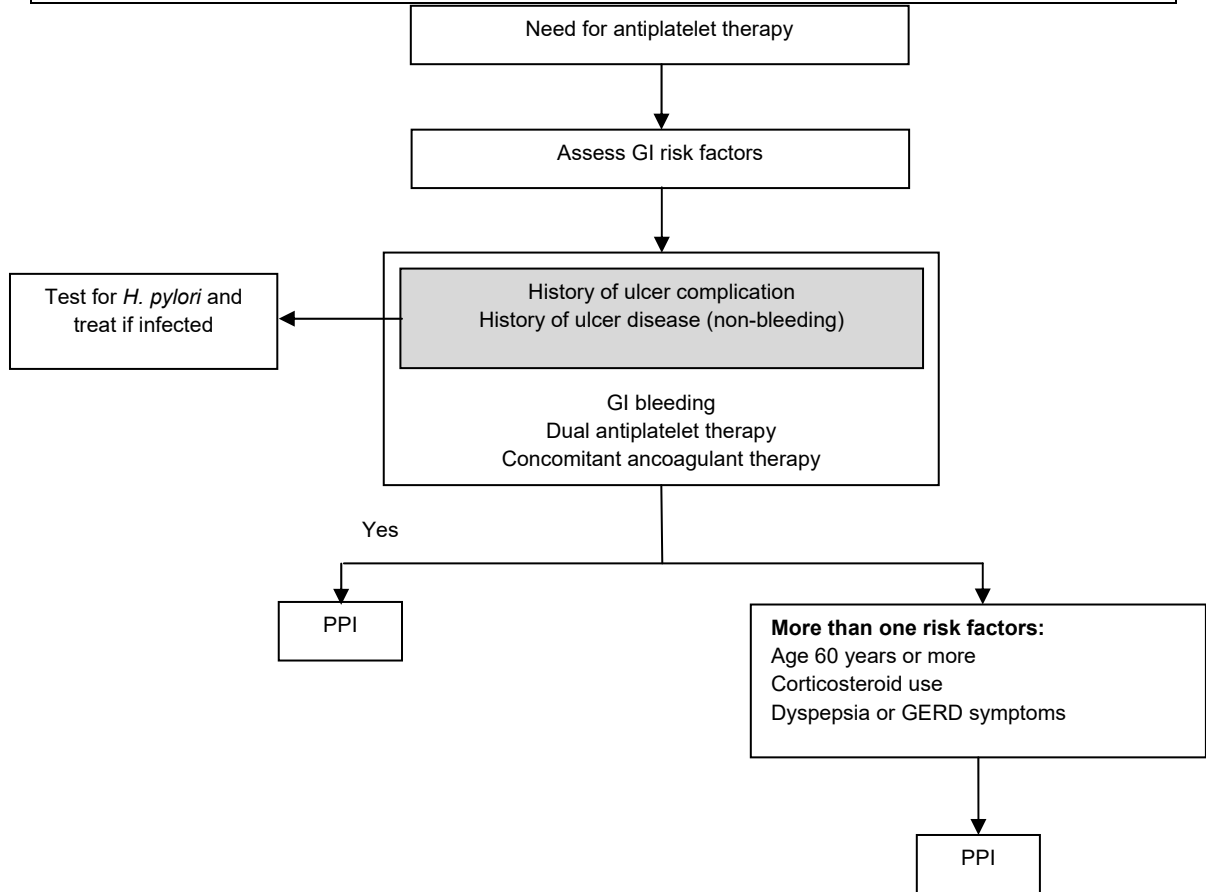 Need for antiplatelet therapy
Assess GI risk factors
Test for H. pylori and
treat if infected
History of ulcer complication
History of ulcer disease (non-bleeding)
GI bleeding
Dual antiplatelet therapy
Concomitant ancoagulant therapy
Yes
PPI
More than one risk factors:
Age 60 years or more
Corticosteroid use
Dyspepsia or GERD symptoms
PPI